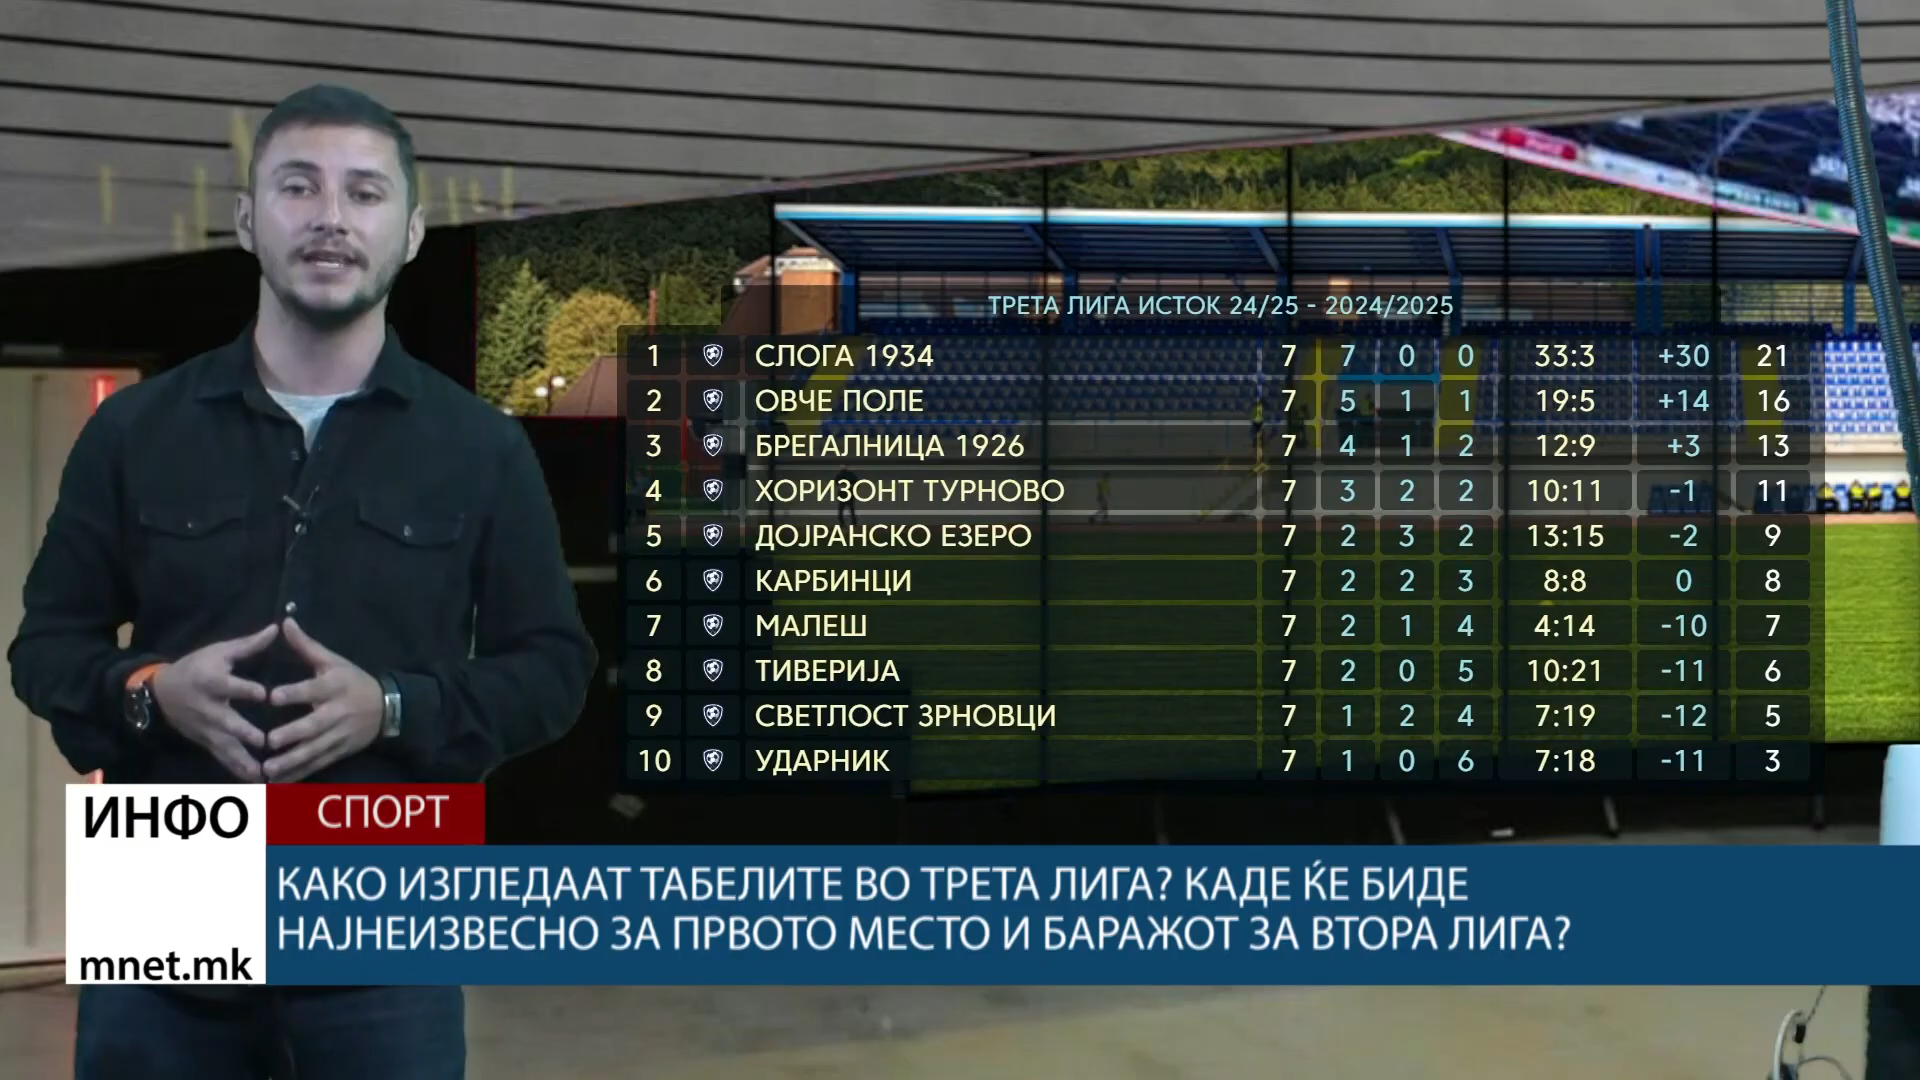 ТРЕТА ЛИГА ИСТОК 24/25 - 2024/2025
1 СЛОГА 1934 7 7 0 0 33:3 +30 21
2 ОВЧЕ ПОЛЕ 7 5 1 1 19:5 +14 16
3 БРЕГАЛНИЦА 1926 7 4 1 2 12:9 +3 13
4 ХОРИЗОНТ ТУРНОВО 7 3 2 2 10:11 -1 11
5 ДОЈРАНСКО ЕЗЕРО 7 2 3 2 13:15 -2 9
6 КАРБИНЦИ 7 2 2 3 8:8 0 8
7 МАЛЕШ 7 2 1 4 4:14 -10 7
8 ТИВЕРИЈА 7 2 0 5 10:21 -11 6
9 СВЕТЛОСТ ЗРНОВЦИ 7 1 2 4 7:19 -12 5
10 УДАРНИК 7 1 0 6 7:18 -11 3
ИНФО
СПОРТ
КАКО ИЗГЛЕДААТ ТАБЕЛИТЕ ВО ТРЕТА ЛИГА? КАДЕ ЌЕ БИДЕ
НАЈНЕИЗВЕСНО ЗА ПРВОТО МЕСТО И БАРАЖОТ ЗА ВТОРА ЛИГА?
mnet.mk